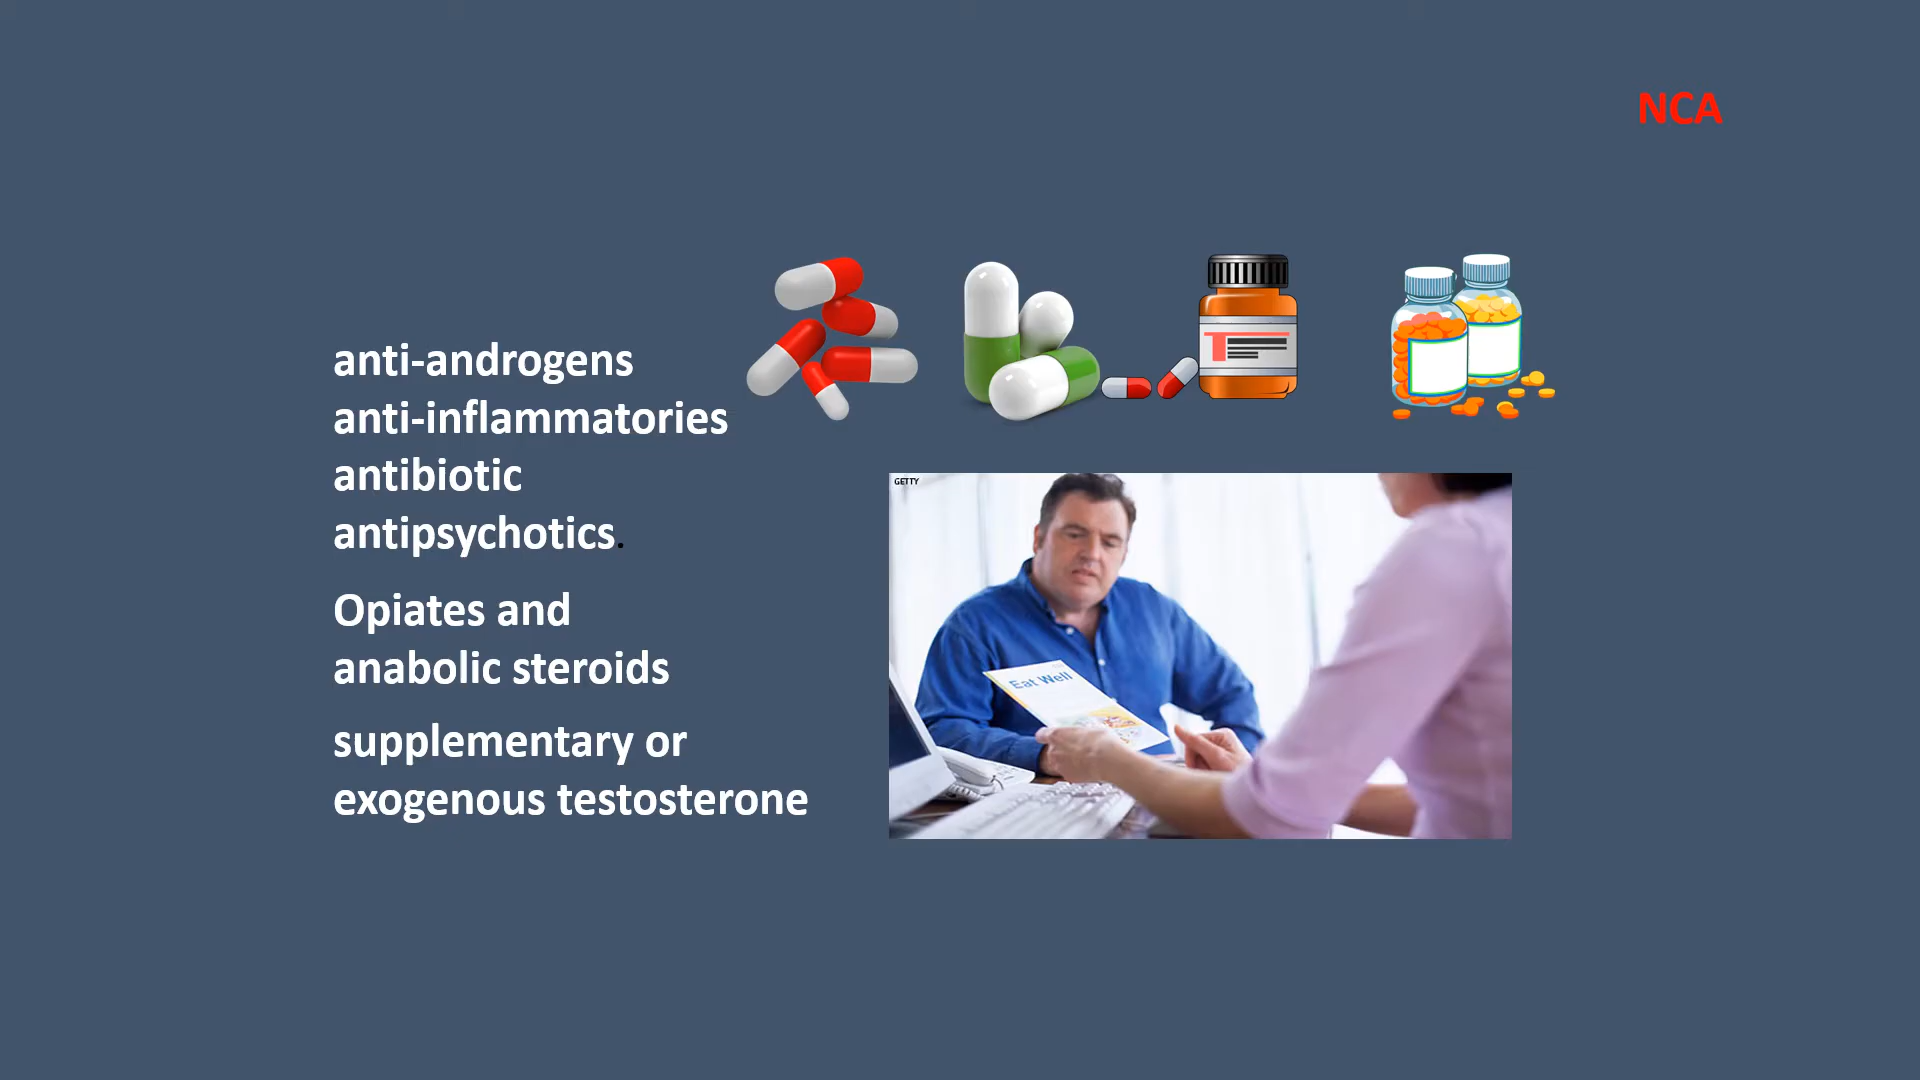 NCA
anti-androgens
anti-inflammatories
antibiotic
antipsychotics.
Opiates and
anabolic steroids
supplementary or
exogenous testosterone
GETTY
Eat Well